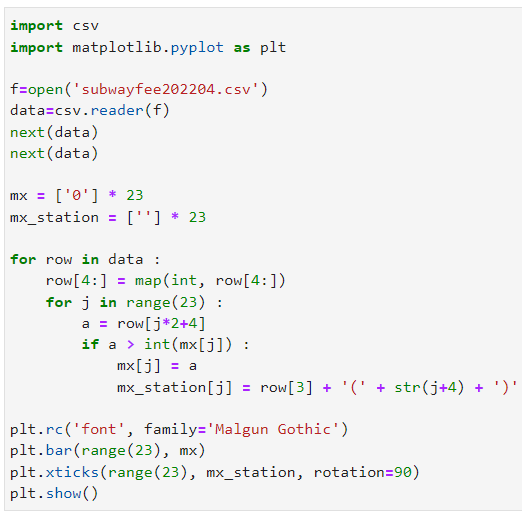 import csv
import matplotlib.pyplot as plt

f=open('subwayfee202204.csv')
data=csv.reader(f)
next(data)
next(data)

mx = ['0'] * 23
mx_station = [''] * 23

for row in data :
    row[4:] = map(int, row[4:])
    for j in range(23) :
        a = row[j*2+4]
        if a > int(mx[j]) :
            mx[j] = a
            mx_station[j] = row[3] + '(' + str(j+4) + ')'

plt.rc('font', family='Malgun Gothic')
plt.bar(range(23), mx)
plt.xticks(range(23), mx_station, rotation=90)
plt.show()